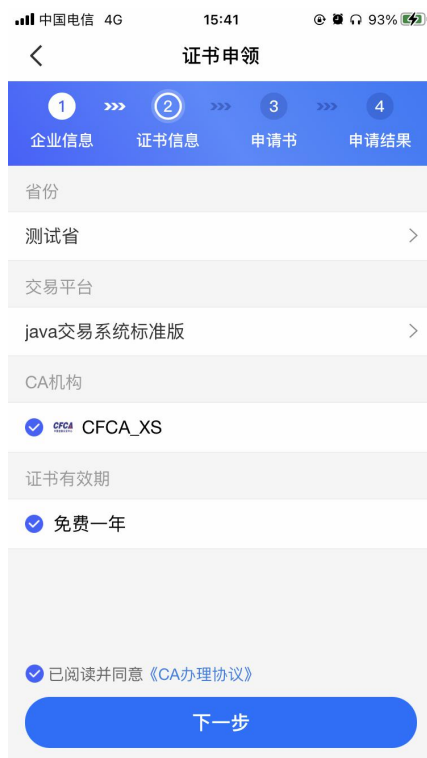 中国电信 4G 15:41 93%
证书申领
1 2 3 4
企业信息 证书信息 申请书 申请结果
省份
测试省
交易平台
java交易系统标准版
CA机构
CFCA CFCA_XS
证书有效期
免费一年
已阅读并同意《CA办理协议》
下一步